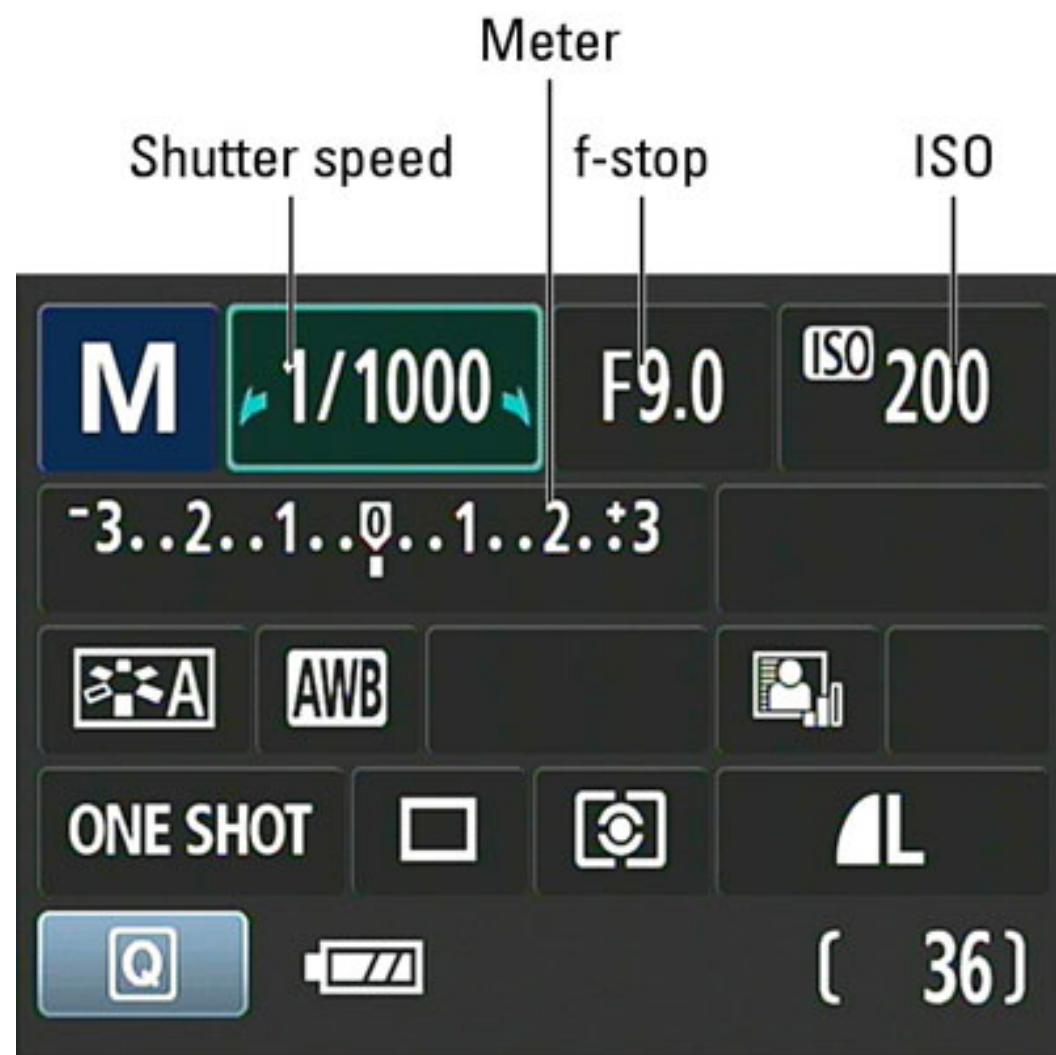 Meter
Shutter speed f-stop ISO
M 1/1000 F9.0 ISO 200
-3..2..1..0..1..2.:+3
A AWB
ONE SHOT L
Q [ 36]